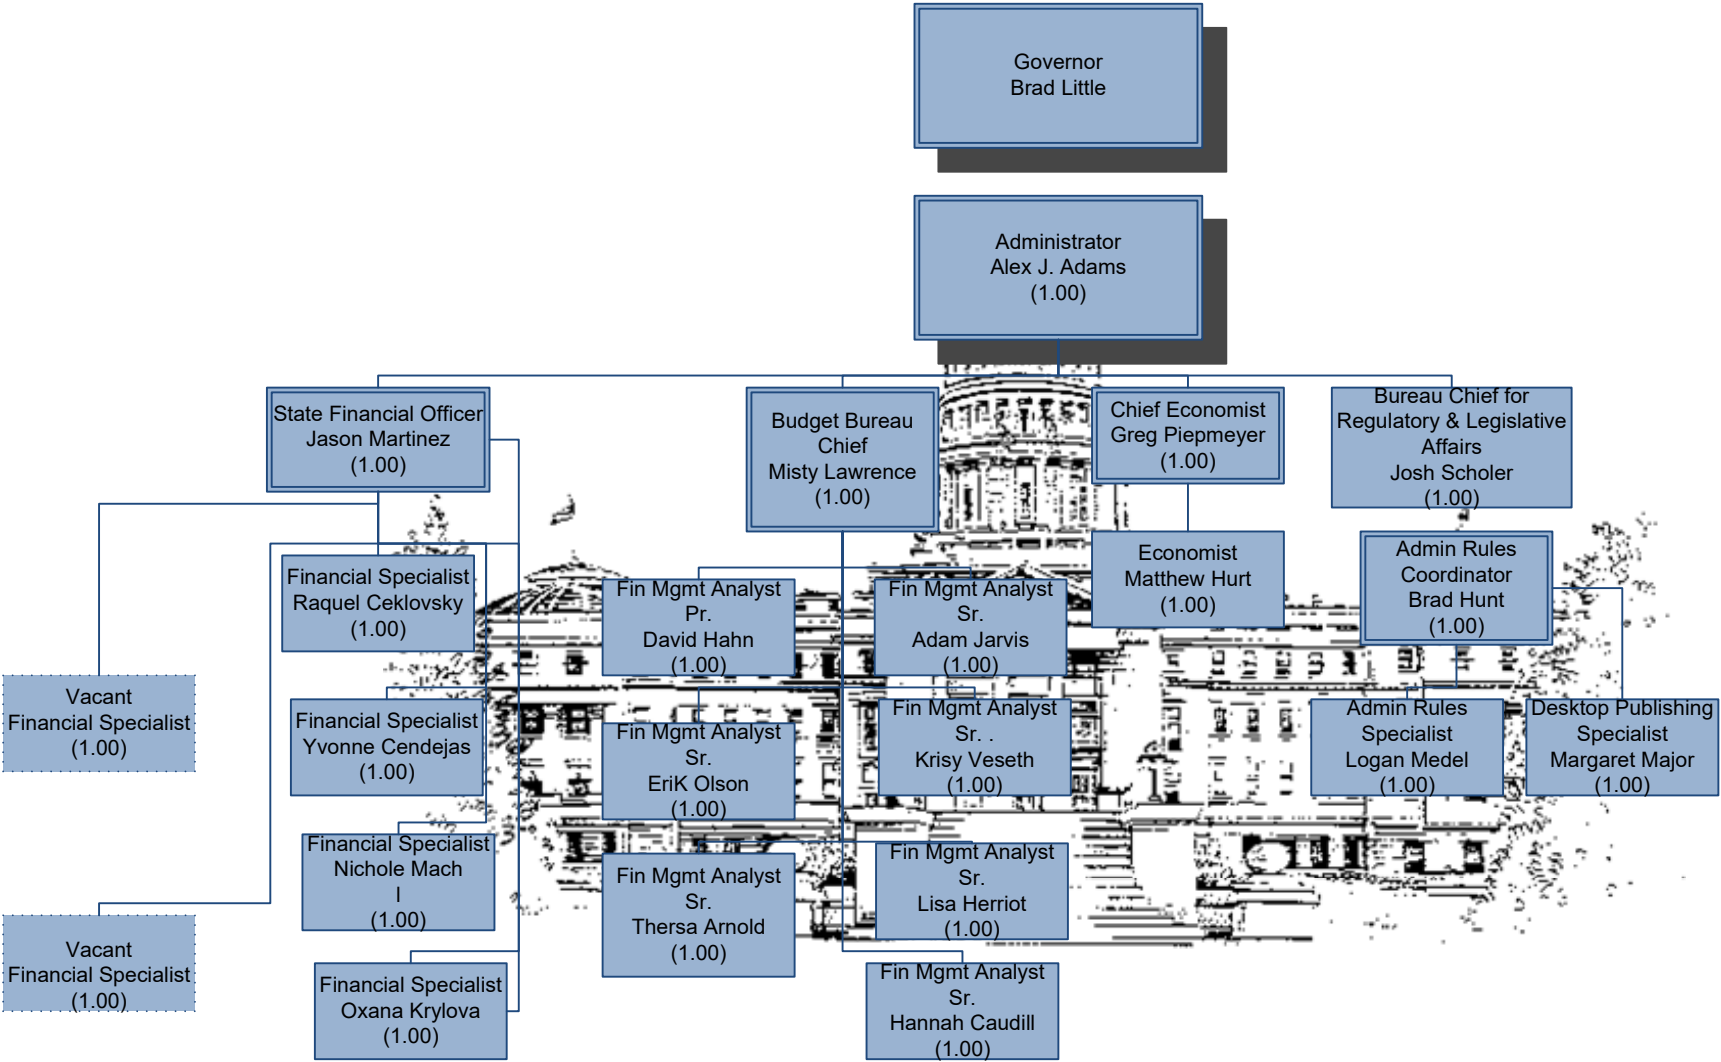 Governor
Brad Little
Administrator
Alex J. Adams
(1.00)
State Financial Officer
Jason Martinez
(1.00)
Budget Bureau
Chief
Misty Lawrence
(1.00)
Chief Economist
Greg Piepmeyer
(1.00)
Bureau Chief for
Regulatory & Legislative
Affairs
Josh Scholer
(1.00)
Financial Specialist
Raquel Ceklovsky
(1.00)
Fin Mgmt Analyst
Pr.
David Hahn
(1.00)
Fin Mgmt Analyst
Sr.
Adam Jarvis
(1.00)
Economist
Matthew Hurt
(1.00)
Admin Rules
Coordinator
Brad Hunt
(1.00)
Vacant
Financial Specialist
(1.00)
Financial Specialist
Yvonne Cendejas
(1.00)
Fin Mgmt Analyst
Sr.
EriK Olson
(1.00)
Fin Mgmt Analyst
Sr. .
Krisy Veseth
(1.00)
Admin Rules
Specialist
Logan Medel
(1.00)
Desktop Publishing
Specialist
Margaret Major
(1.00)
Financial Specialist
Nichole Mach
I
(1.00)
Fin Mgmt Analyst
Sr.
Thersa Arnold
(1.00)
Fin Mgmt Analyst
Sr.
Lisa Herriot
(1.00)
Vacant
Financial Specialist
(1.00)
Financial Specialist
Oxana Krylova
(1.00)
Fin Mgmt Analyst
Sr.
Hannah Caudill
(1.00)